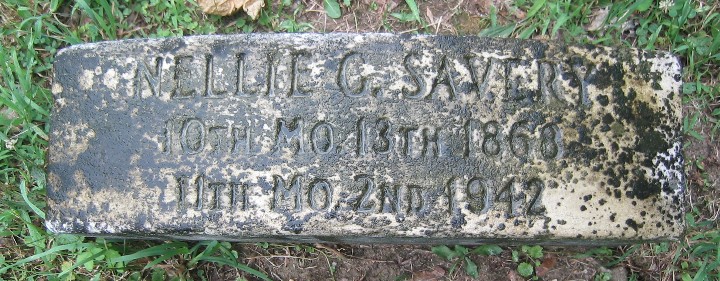 NELLIE G. SAVERY
10TH MO. 13TH 1868
11TH MO. 2ND 1942